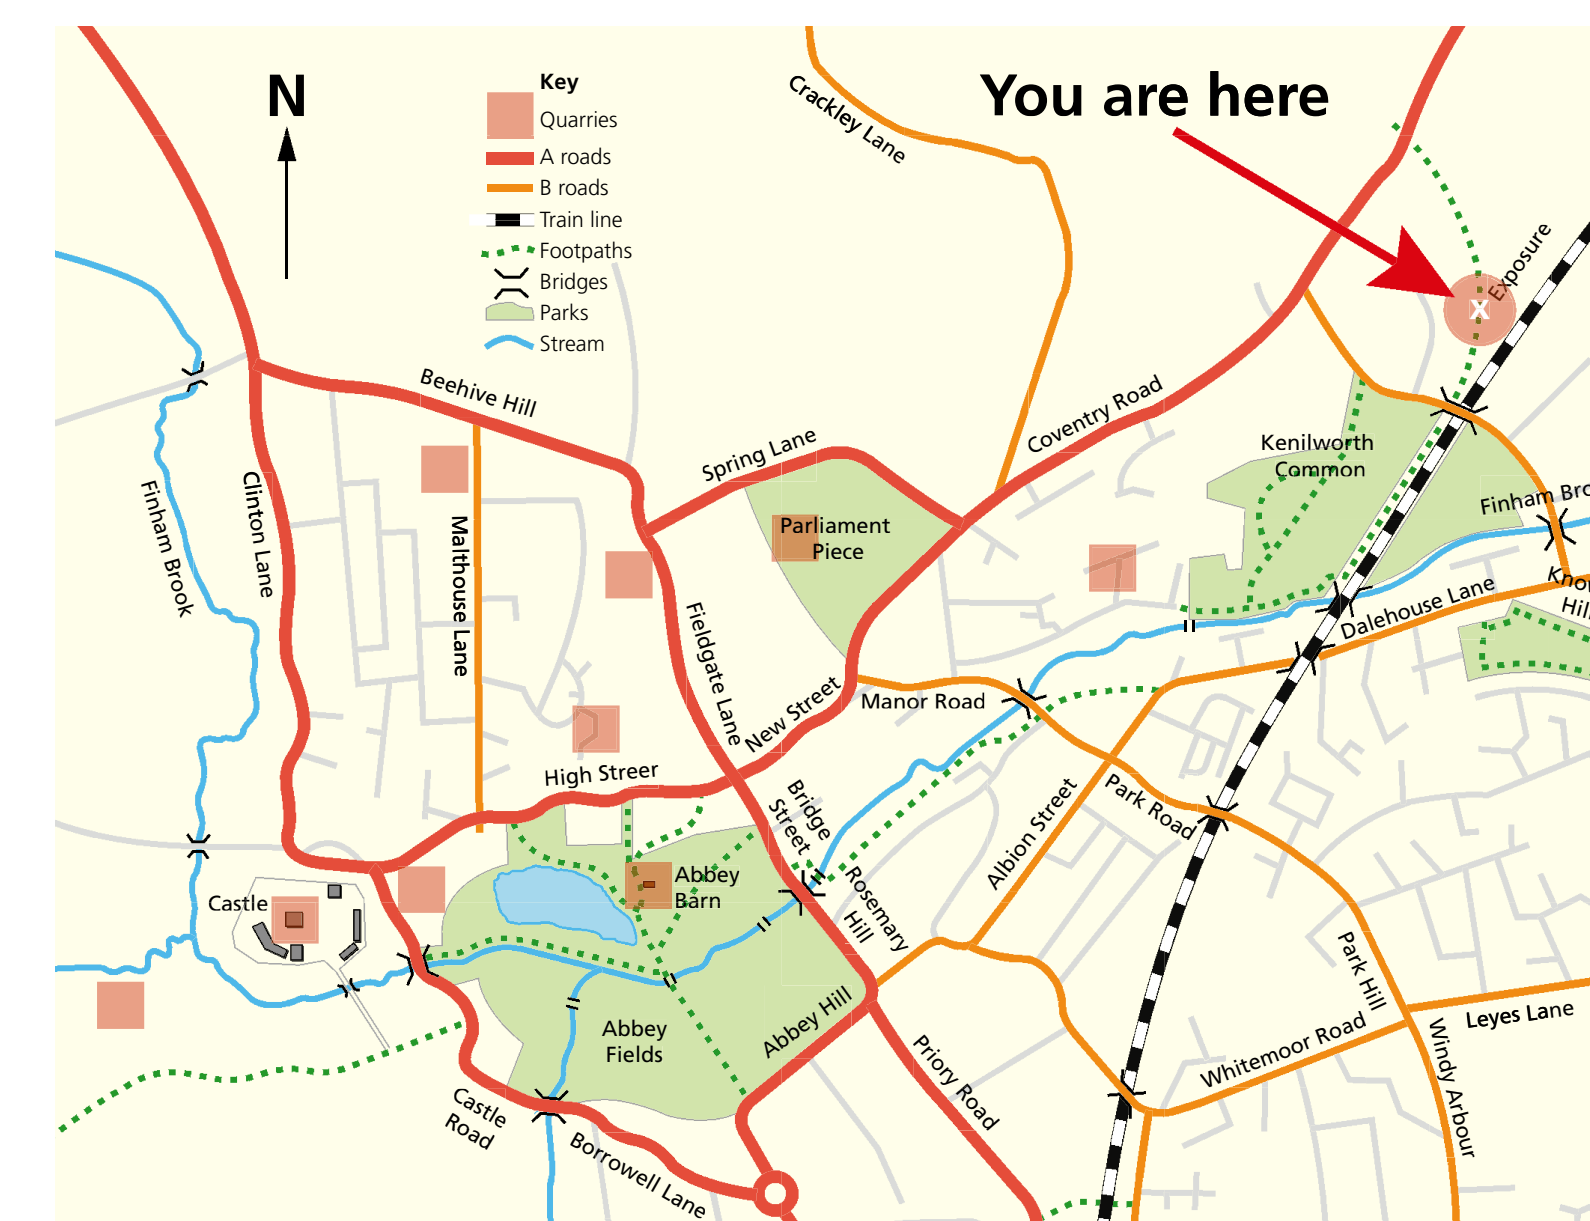 N
Key
Quarries
A roads
B roads
Train line
Footpaths
Bridges
Parks
Stream
You are here
Crackley Lane
Exposure
X
Beehive Hill
Spring Lane
Coventry Road
Kenilworth
Common
Finham Bro
Finham Brook
Clinton Lane
Malthouse Lane
Parliament
Piece
Know
Hill
Dalehouse Lane
Fieldgate Lane
New Street
Manor Road
High Streer
Bridge
Street
Albion Street
Park Road
Castle
Abbey
Barn
Rosemary
Hill
Park Hill
Abbey
Fields
Abbey Hill
Priory Road
Whitemoor Road
Leyes Lane
Windy Arbour
Castle
Road
Borrowell Lane